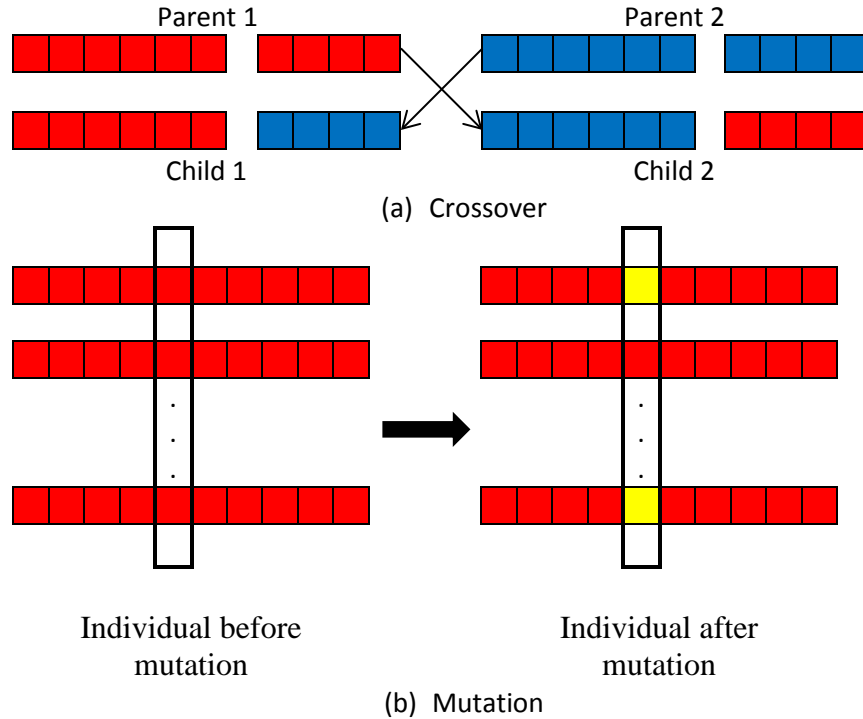 Parent 1
Parent 2
Child 1
Child 2
(a) Crossover
.
.
.
.
.
.
Individual before
mutation
Individual after
mutation
(b) Mutation